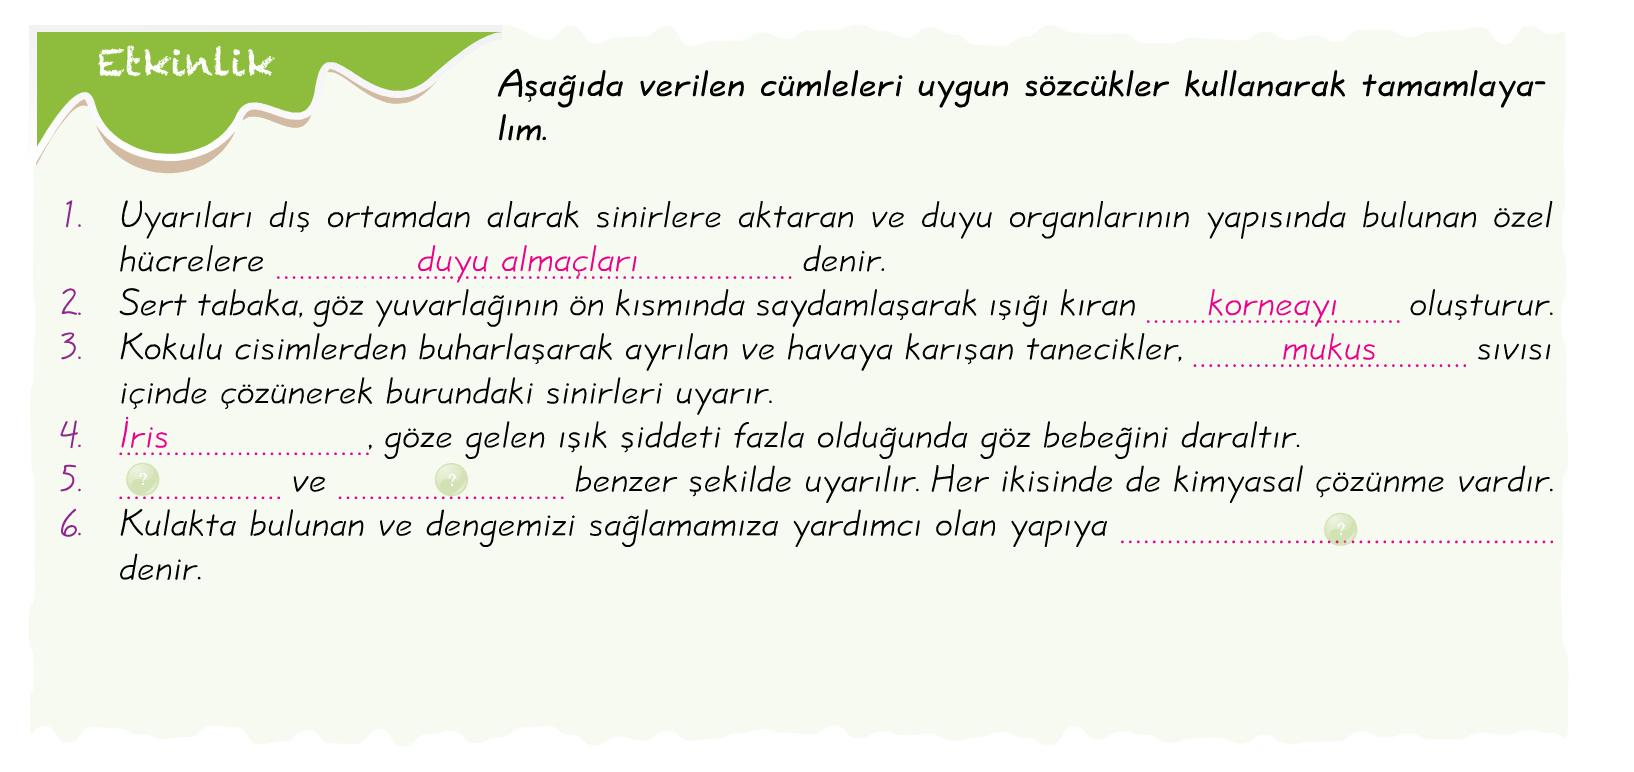 Etkinlik
Aşağıda verilen cümleleri uygun sözcükler kullanarak tamamlaya-
lım.
1. Uyarıları dış ortamdan alarak sinirlere aktaran ve duyu organlarının yapısında bulunan özel
hücrelere duyu almaçları denir.
2. Sert tabaka, göz yuvarlağının ön kısmında saydamlaşarak ışığı kıran korneayı oluşturur.
3. Kokulu cisimlerden buharlaşarak ayrılan ve havaya karışan tanecikler, mukus sıvısı
içinde çözünerek burundaki sinirleri uyarır.
4. İris, göze gelen ışık şiddeti fazla olduğunda göz bebeğini daraltır.
5. ? ve ? benzer şekilde uyarılır. Her ikisinde de kimyasal çözünme vardır.
6. Kulakta bulunan ve dengemizi sağlamamıza yardımcı olan yapıya ?
denir.